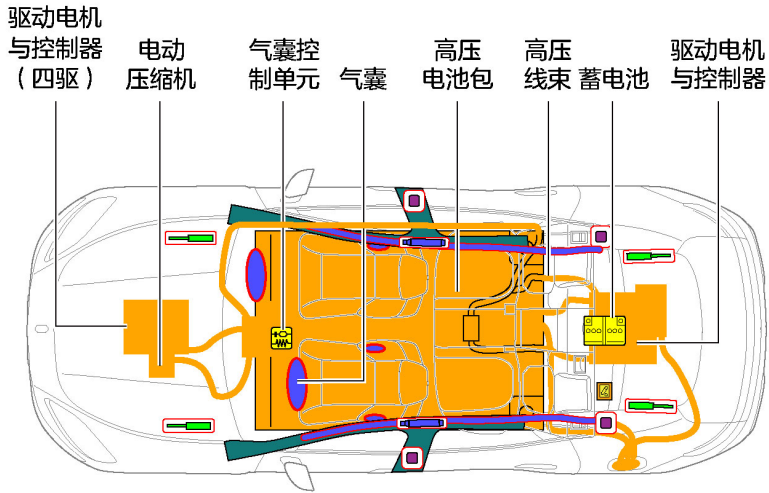 驱动电机
与控制器
（四驱）
电动
压缩机
气囊控
制单元
气囊
高压
电池包
高压
线束
蓄电池
驱动电机
与控制器